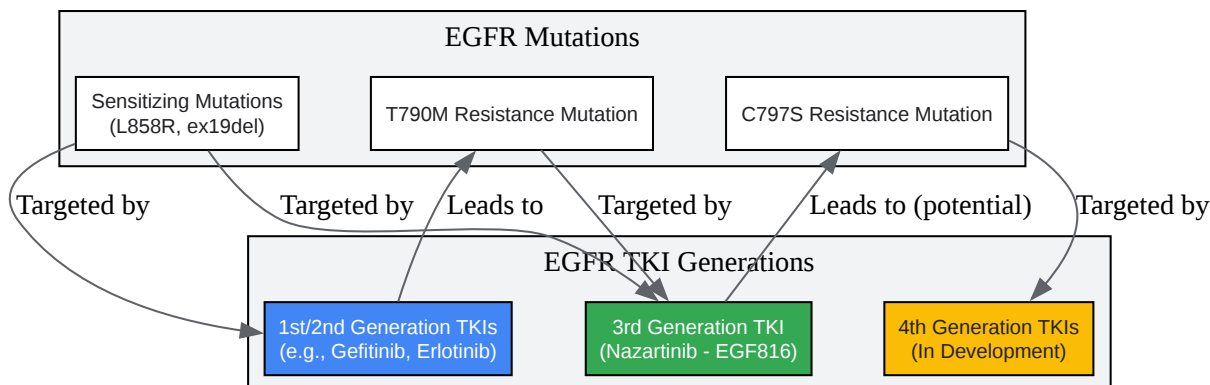 EGFR Mutations
Sensitizing Mutations
(L858R, ex19del)
T790M Resistance Mutation
C797S Resistance Mutation
Targeted by
Targeted by
Leads to
Targeted by
Leads to (potential)
Targeted by
EGFR TKI Generations
1st/2nd Generation TKIs
(e.g., Gefitinib, Erlotinib)
3rd Generation TKI
(Nazartinib - EGF816)
4th Generation TKIs
(In Development)